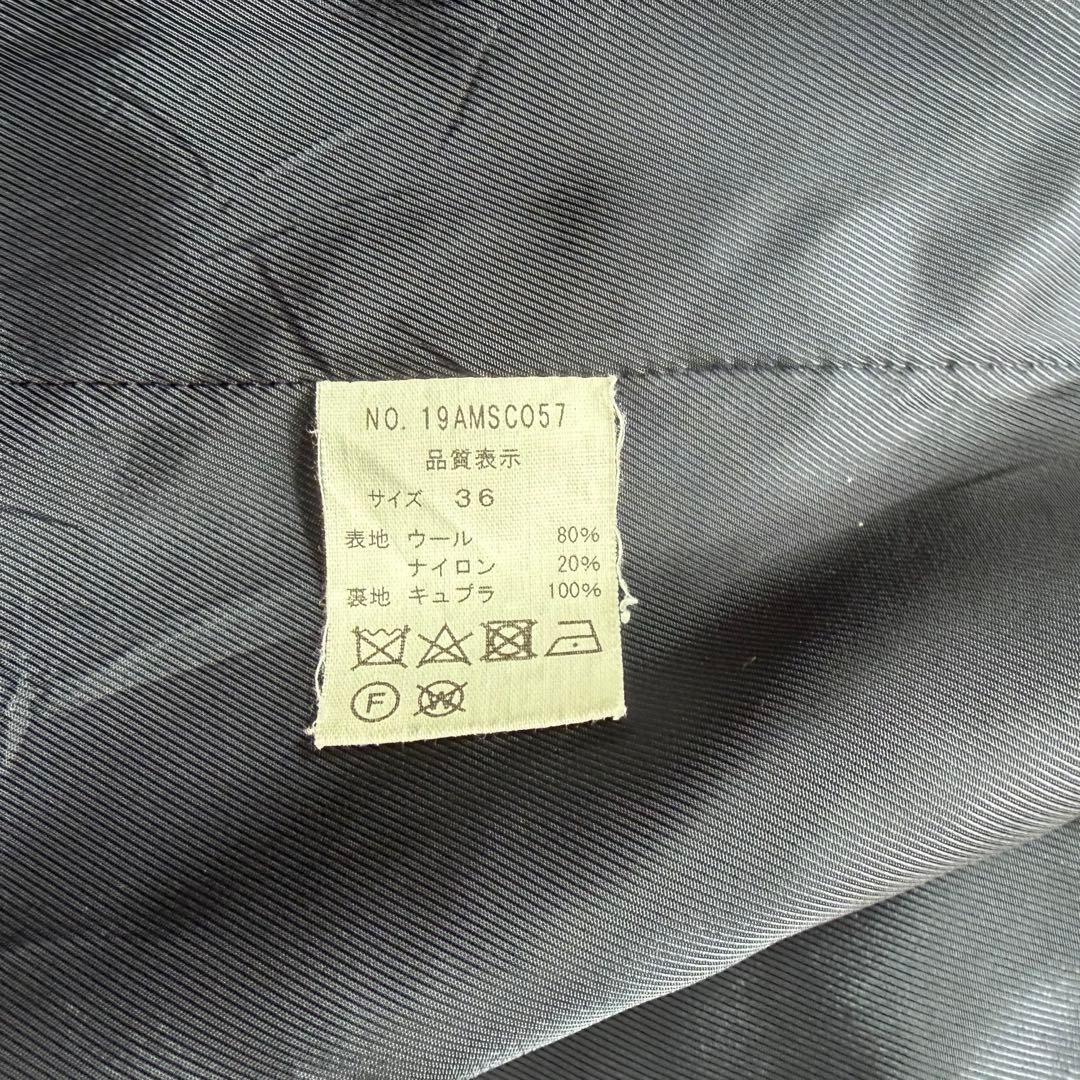 NO. 19AMSC057
品質表示
サイズ 36
表地 ウール 80%
ナイロン 20%
裏地 キュプラ 100%
F W